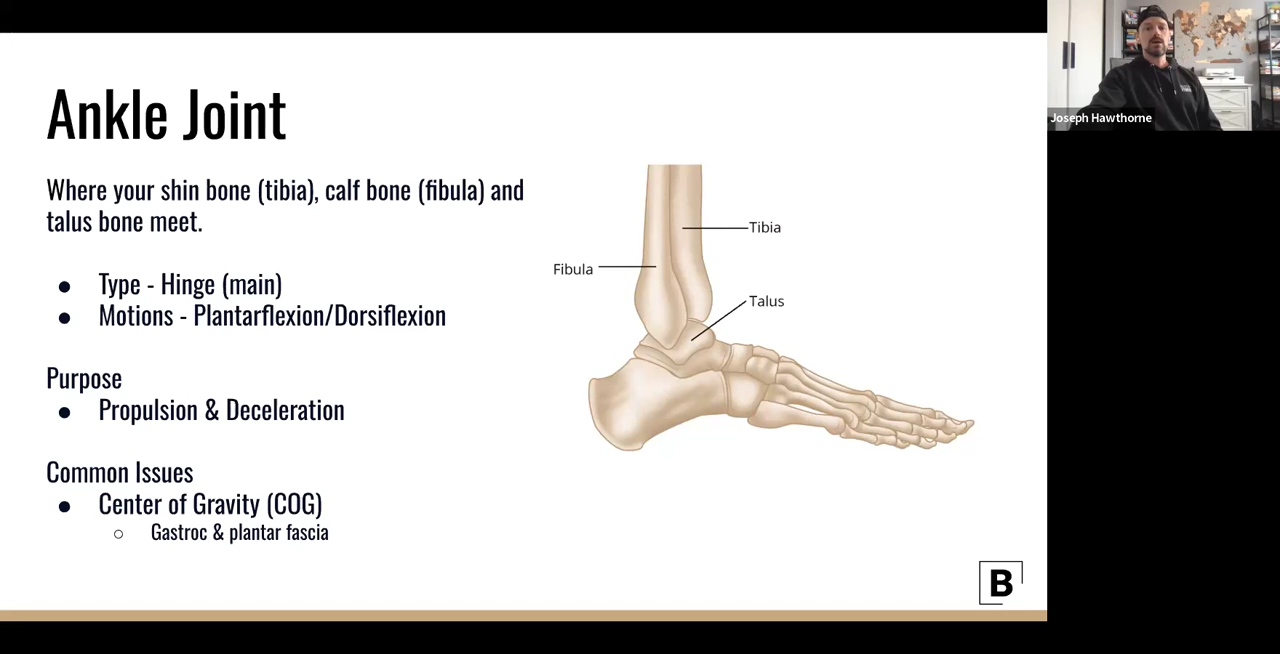 Ankle Joint
Where your shin bone (tibia), calf bone (fibula) and
talus bone meet.
● Type - Hinge (main)
● Motions - Plantarflexion/Dorsiflexion
Purpose
● Propulsion & Deceleration
Common Issues
● Center of Gravity (COG)
○ Gastroc & plantar fascia
Tibia
Fibula
Talus
B
Joseph Hawthorne